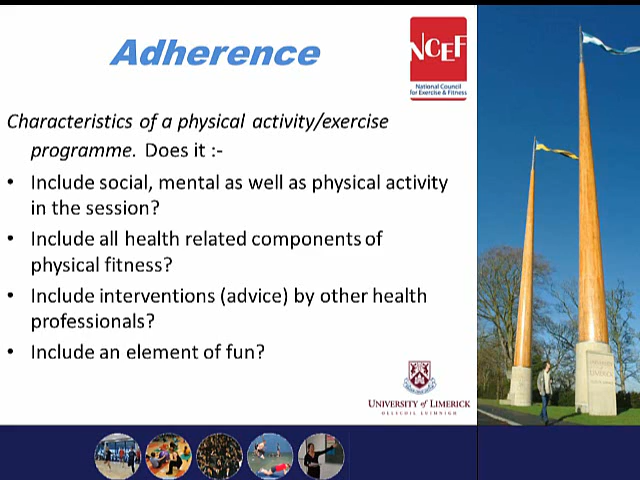 Adherence
NCEF
National Council
for Exercise & Fitness
Characteristics of a physical activity/exercise
programme. Does it :-
• Include social, mental as well as physical activity
in the session?
• Include all health related components of
physical fitness?
• Include interventions (advice) by other health
professionals?
• Include an element of fun?
UNIVERSITY of LIMERICK
OLLSCOIL LUIMNIGH